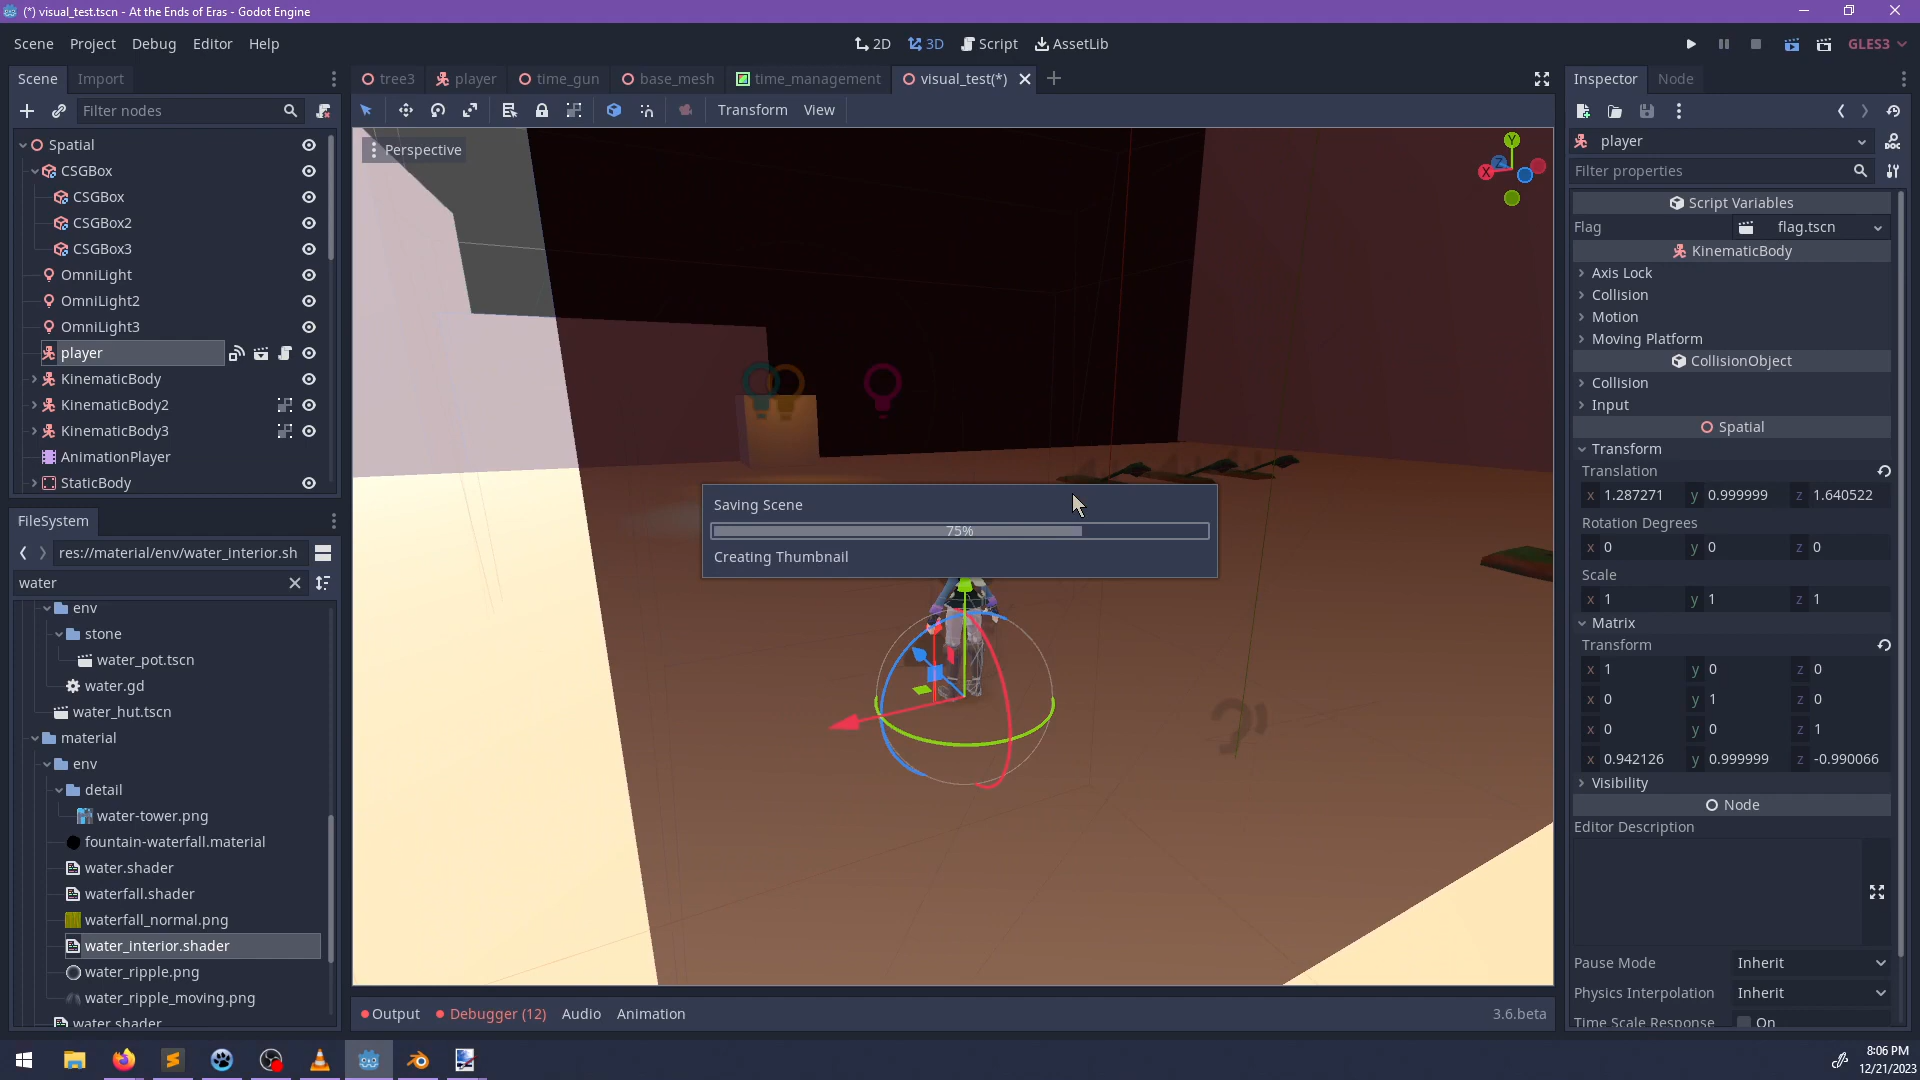 (*) visual_test.tscn - At the Ends of Eras - Godot Engine
Scene Project Debug Editor Help
2D 3D Script AssetLib
GLES3
Scene Import
tree3 player time_gun base_mesh time_management visual_test(*)
Inspector Node
Filter nodes
Transform View
Spatial
CSGBox
CSGBox
CSGBox2
CSGBox3
OmniLight
OmniLight2
OmniLight3
player
KinematicBody
KinematicBody2
KinematicBody3
AnimationPlayer
StaticBody
FileSystem
res://material/env/water_interior.sh
water
env
stone
water_pot.tscn
water.gd
water_hut.tscn
material
env
detail
water-tower.png
fountain-waterfall.material
water.shader
waterfall.shader
waterfall_normal.png
water_interior.shader
water_ripple.png
water_ripple_moving.png
water.shader
Perspective
Y
X
Z
Saving Scene
75%
Creating Thumbnail
Output Debugger (12) Audio Animation
3.6.beta
player
Filter properties
Script Variables
Flag flag.tscn
KinematicBody
Axis Lock
Collision
Motion
Moving Platform
CollisionObject
Collision
Input
Spatial
Transform
Translation
x 1.287271 y 0.999999 z 1.640522
Rotation Degrees
x 0 y 0 z 0
Scale
x 1 y 1 z 1
Matrix
Transform
x 1 y 0 z 0
x 0 y 1 z 0
x 0 y 0 z 1
x 0.942126 y 0.999999 z -0.990066
Visibility
Node
Editor Description
Pause Mode Inherit
Physics Interpolation Inherit
Time Scale Response On
8:06 PM
12/21/2023